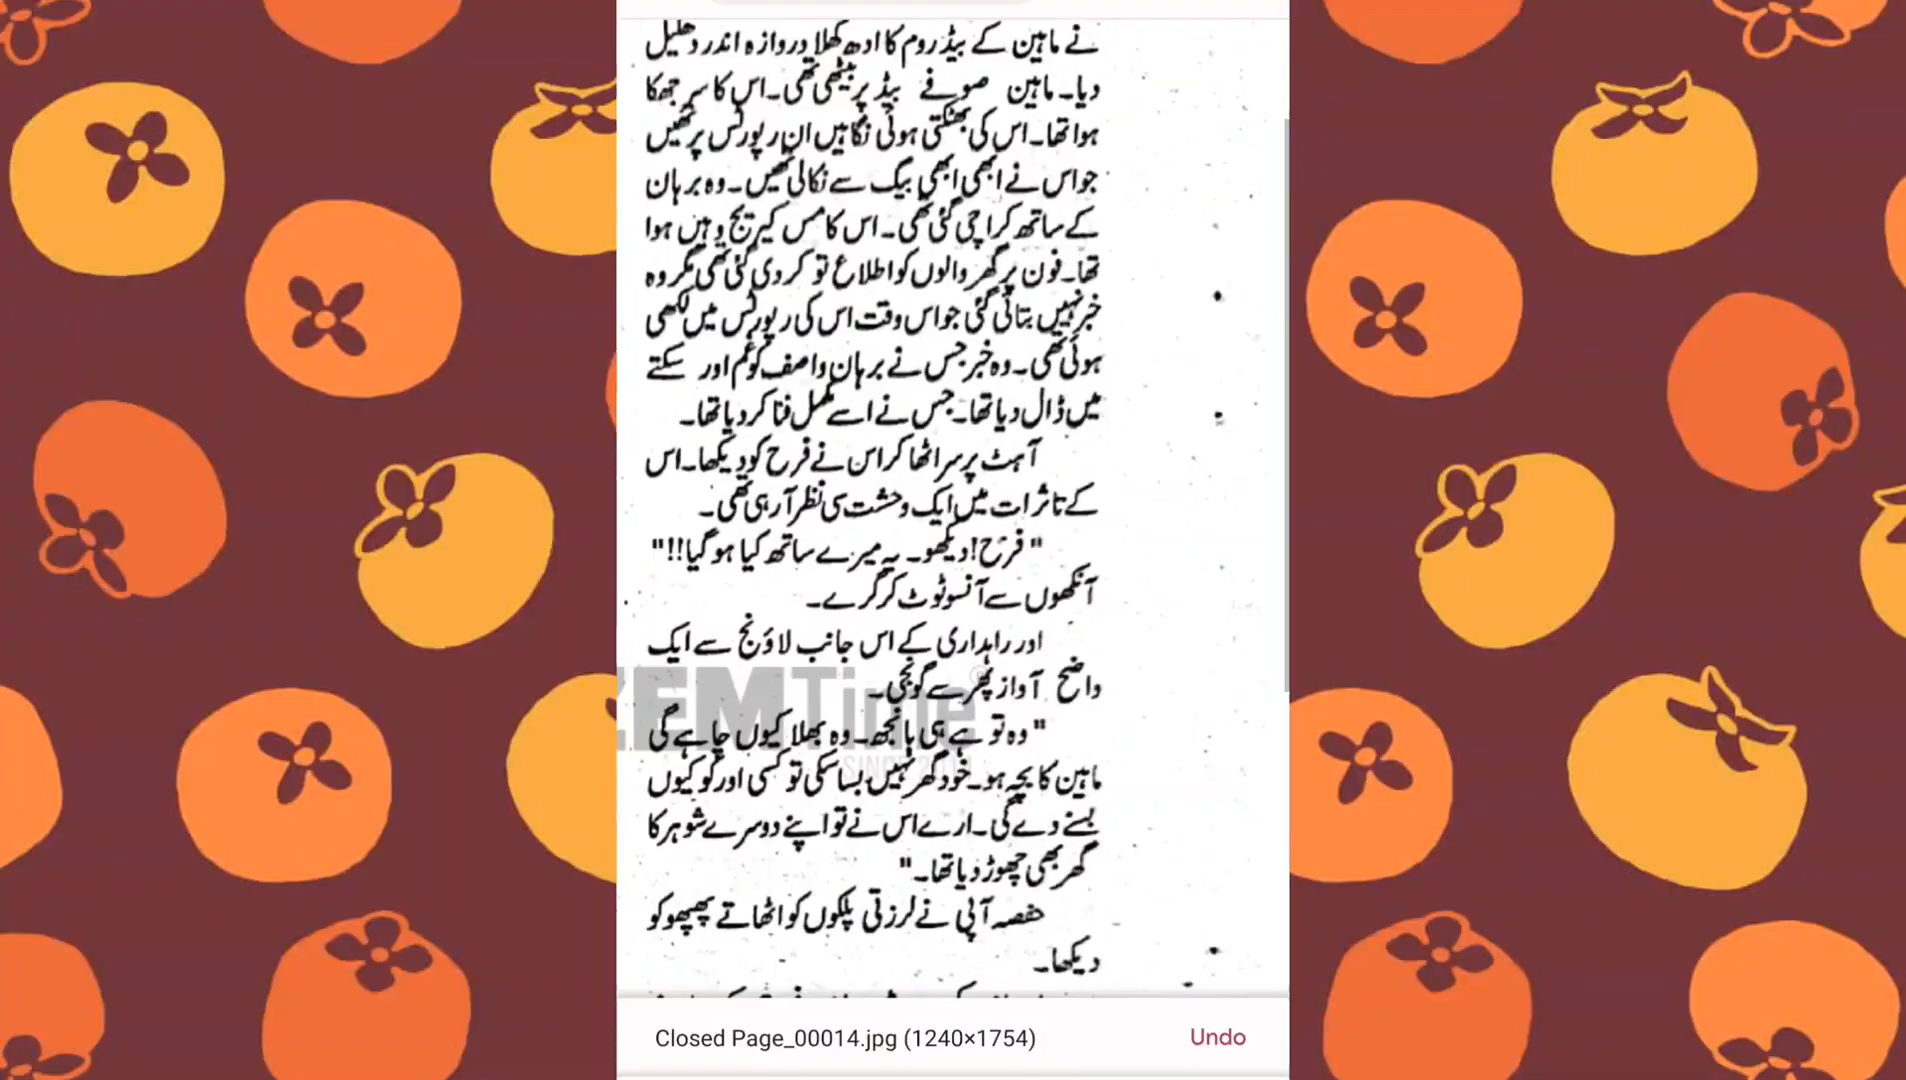 نے ماہین کے بیڈ روم کا ادھ کھلا دروازہ اندر دھلیل
دیا۔ ماہین صوفے بیڈ پر بیٹھی تھی۔ اس کا سر جھکا
ہوا تھا۔ اس کی بھٹکتی ہوئی نگاہیں ان رپورٹس پر تھیں
جو اس نے ابھی ابھی بیگ سے نکالی تھیں۔ وہ برہان
کے ساتھ کراچی گئی تھی۔ اس کا مس کیریج وہیں ہوا
تھا۔ فون پر گھر والوں کو اطلاع تو کر دی گئی تھی مگر وہ
خبر نہیں بتائی گئی جو اس وقت اس کی رپورٹس میں لکھی
ہوئی تھی۔ وہ خبر جس نے برہان واصف کو غم اور سکتے
میں ڈال دیا تھا۔ جس نے اسے مکمل فنا کر دیا تھا۔
آہٹ پر سر اٹھا کر اس نے فرح کو دیکھا۔ اس
کے تاثرات میں ایک وحشت سی نظر آ رہی تھی۔
"فرح! دیکھو۔ یہ میرے ساتھ کیا ہو گیا!!"
آنکھوں سے آنسو ٹوٹ کر گرے۔
اور راہداری کے اس جانب لاؤنج سے ایک
واضح آواز پھر سے گونجی۔
"وہ تو ہے ہی بانجھ۔ وہ بھلا کیوں چاہے گی
ماہین کا بچہ ہو۔ خود گھر نہیں بسا سکی تو کسی اور کو کیوں
بسنے دے گی۔ ارے اس نے تو اپنے دوسرے شوہر کا
گھر بھی چھوڑ دیا تھا۔"
حفصہ آپی نے لرزتی پلکوں کو اٹھاتے پھپھو کو
دیکھا۔
ZEMTime®
SINCE
Closed Page_00014.jpg (1240×1754)
Undo